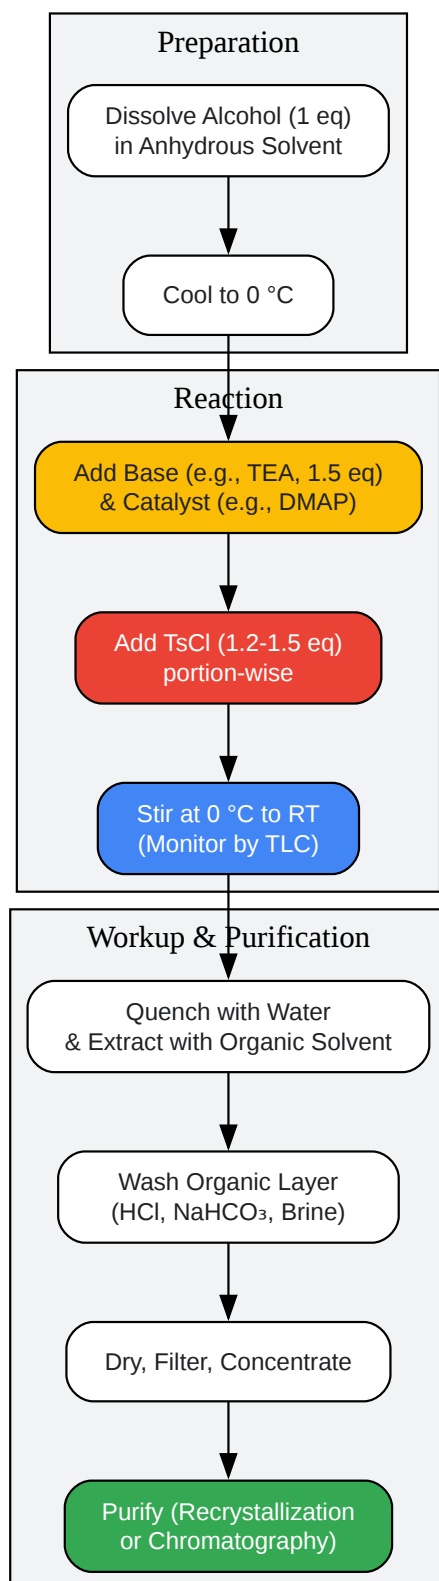 Preparation
Dissolve Alcohol (1 eq)
in Anhydrous Solvent
Cool to 0 °C
Reaction
Add Base (e.g., TEA, 1.5 eq)
& Catalyst (e.g., DMAP)
Add TsCl (1.2-1.5 eq)
portion-wise
Stir at 0 °C to RT
(Monitor by TLC)
Workup & Purification
Quench with Water
& Extract with Organic Solvent
Wash Organic Layer
(HCl, NaHCO₃, Brine)
Dry, Filter, Concentrate
Purify (Recrystallization
or Chromatography)